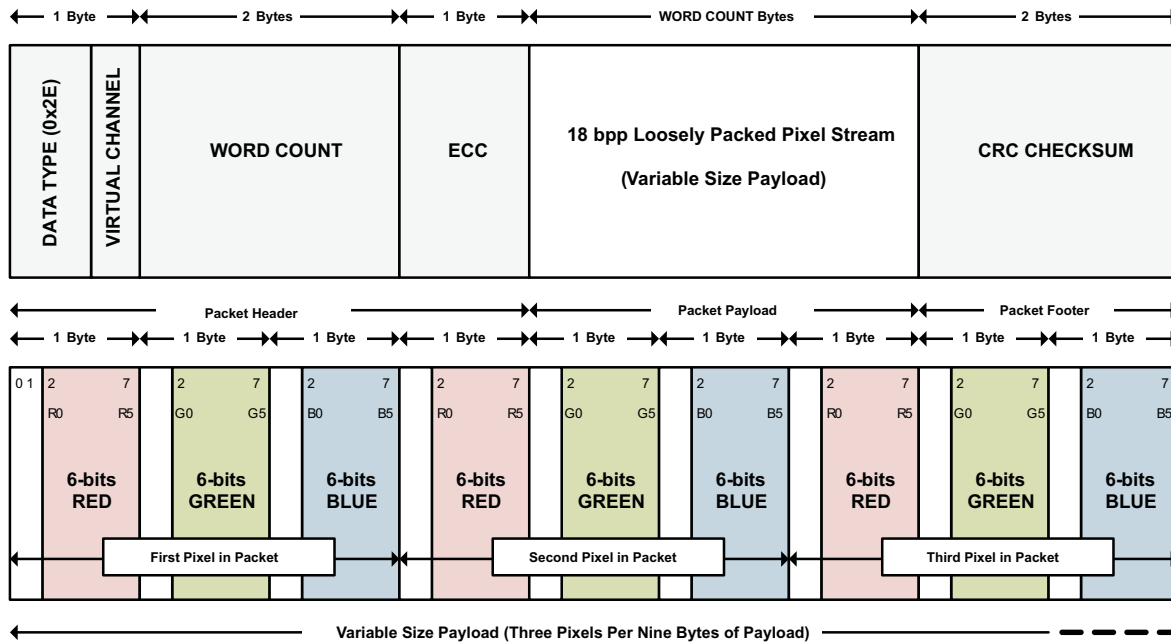 1 Byte 2 Bytes 1 Byte WORD COUNT Bytes 2 Bytes
DATA TYPE (0x2E)
VIRTUAL CHANNEL
WORD COUNT
ECC
18 bpp Loosely Packed Pixel Stream
(Variable Size Payload)
CRC CHECKSUM
Packet Header Packet Payload Packet Footer
1 Byte 1 Byte 1 Byte 1 Byte 1 Byte 1 Byte 1 Byte 1 Byte 1 Byte
0 1 2 7 2 7 2 7 2 7 2 7 2 7 2 7 2 7 2 7
R0 R5 G0 G5 B0 B5 R0 R5 G0 G5 B0 B5 R0 R5 G0 G5 B0 B5
6-bits 6-bits 6-bits 6-bits 6-bits 6-bits 6-bits 6-bits 6-bits
RED GREEN BLUE RED GREEN BLUE RED GREEN BLUE
First Pixel in Packet Second Pixel in Packet Third Pixel in Packet
Variable Size Payload (Three Pixels Per Nine Bytes of Payload)